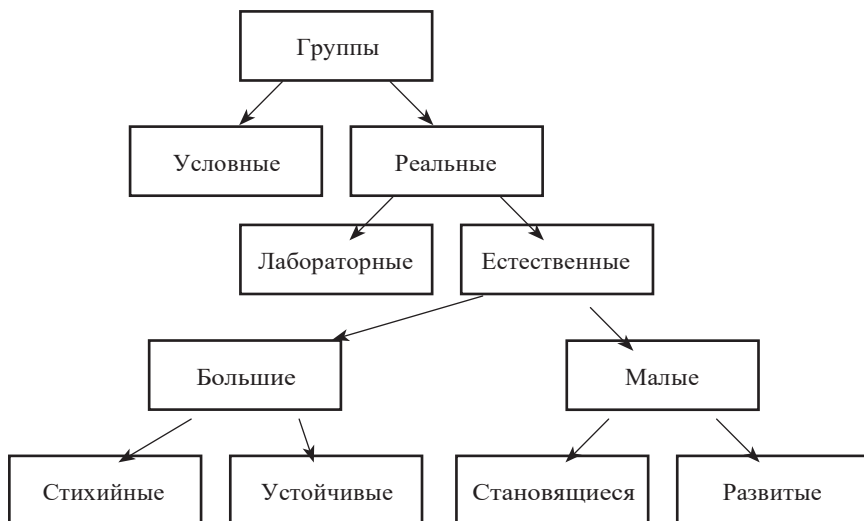 Группы
Условные
Реальные
Лабораторные
Естественные
Большие
Малые
Стихийные
Устойчивые
Становящиеся
Развитые